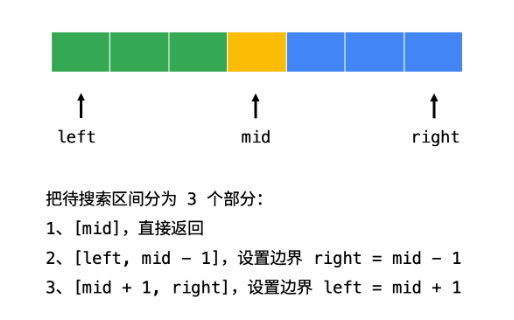 left mid right
把待搜索区间分为 3 个部分：
1、[mid]，直接返回
2、[left, mid - 1]，设置边界 right = mid - 1
3、[mid + 1, right]，设置边界 left = mid + 1